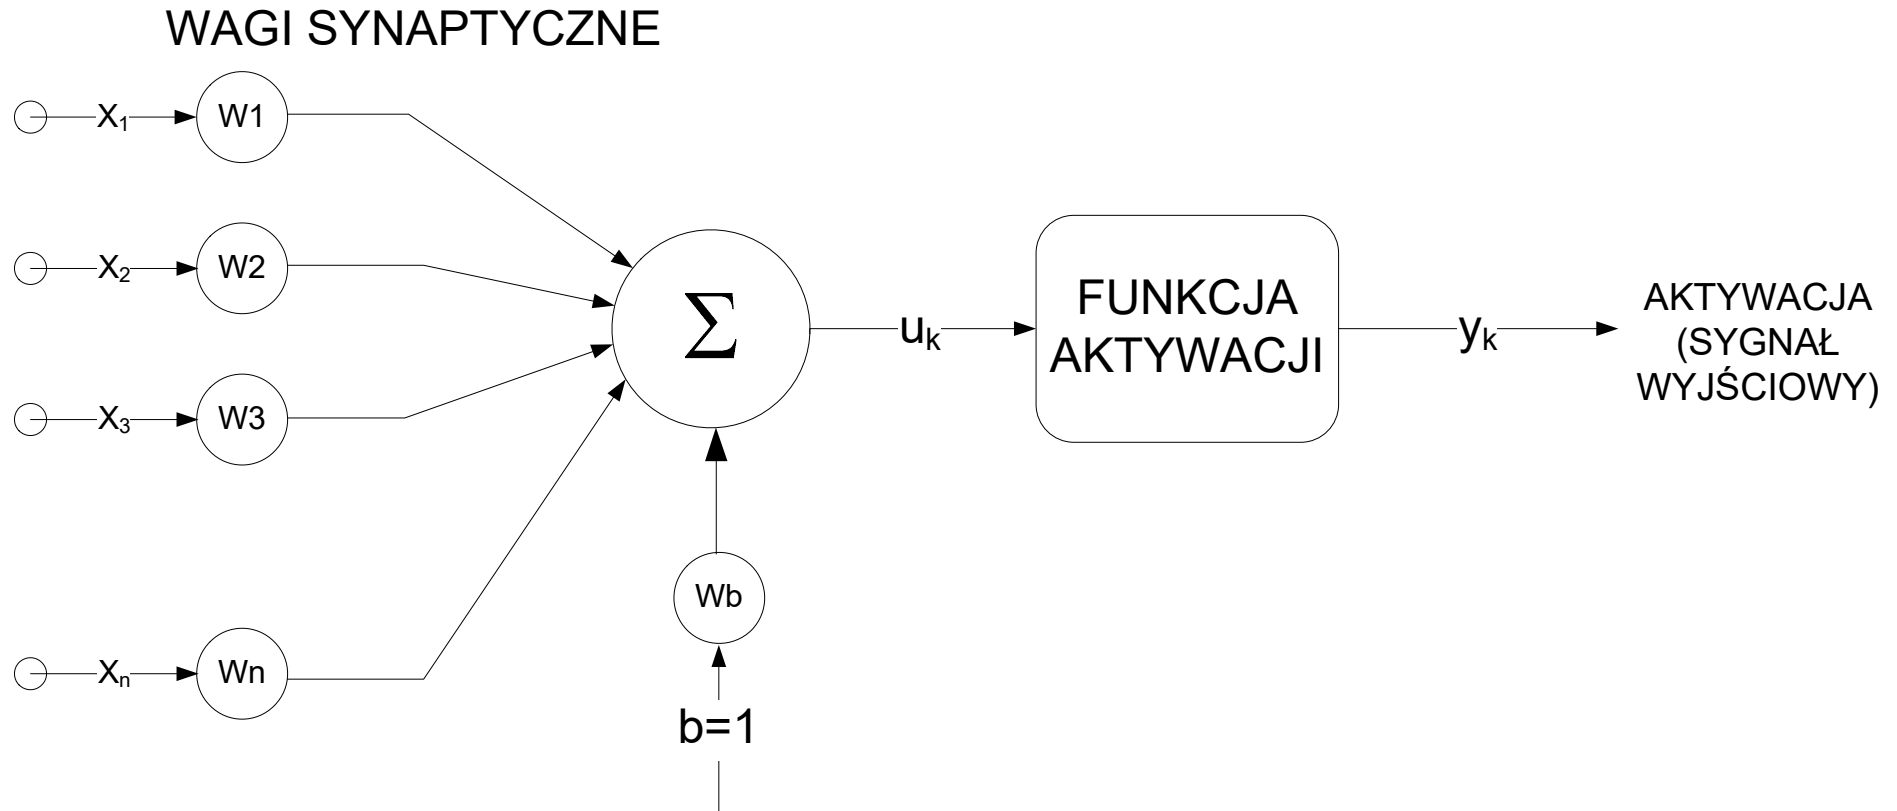 WAGI SYNAPTYCZNE
X₁
W1
X₂
W2
X₃
W3
Xₙ
Wn
Σ
Wb
b=1
uₖ
FUNKCJA
AKTYWACJI
yₖ
AKTYWACJA
(SYGNAŁ
WYJŚCIOWY)